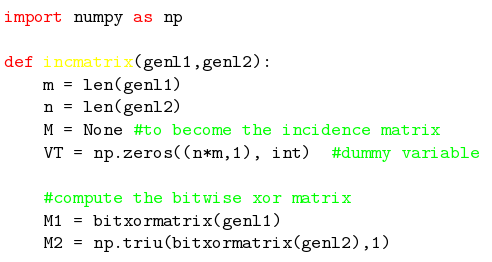 import numpy as np
def incmatrix(genl1,genl2):
m = len(genl1)
n = len(genl2)
M = None #to become the incidence matrix
VT = np.zeros((n*m,1), int)  #dummy variable
#compute the bitwise xor matrix
M1 = bitxormatrix(genl1)
M2 = np.triu(bitxormatrix(genl2),1)